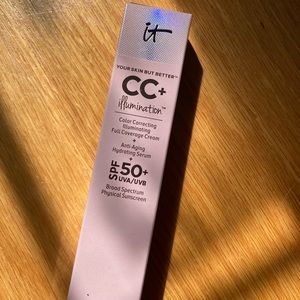 it
YOUR SKIN BUT BETTER™
CC+
illumination™
Color Correcting
Illuminating
Full Coverage Cream
+
Anti-Aging
Hydrating Serum
+
SPF 50+
UVA/UVB
Broad Spectrum
Physical Sunscreen